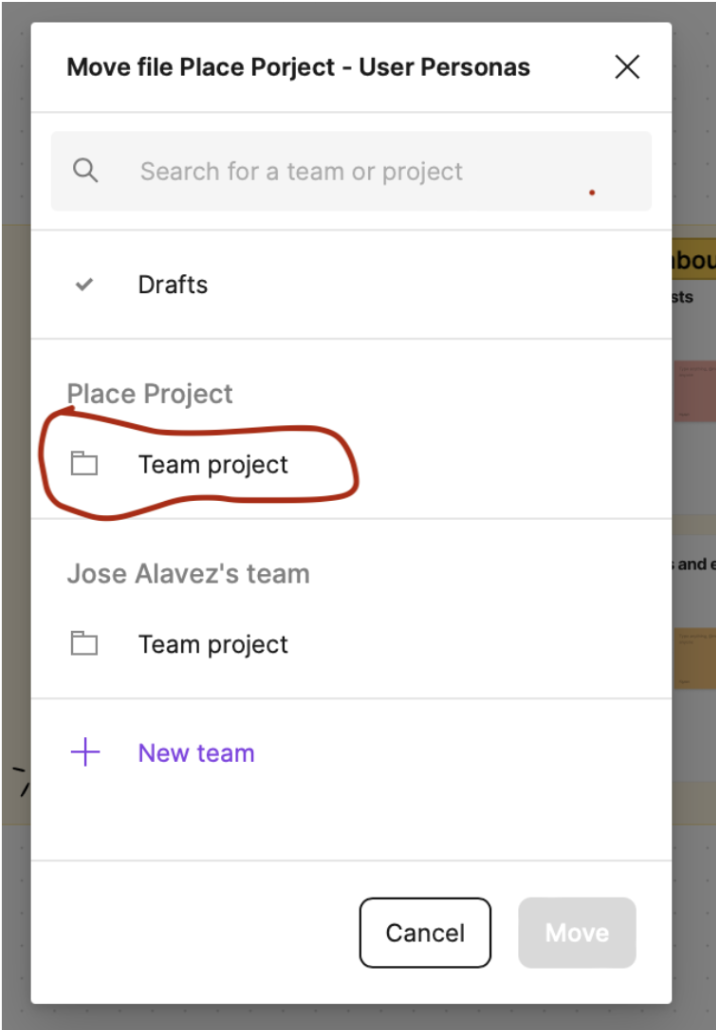 Move file Place Porject - User Personas
Search for a team or project
Drafts
Place Project
Team project
Jose Alavez's team
Team project
New team
Cancel
Move
sts
and e